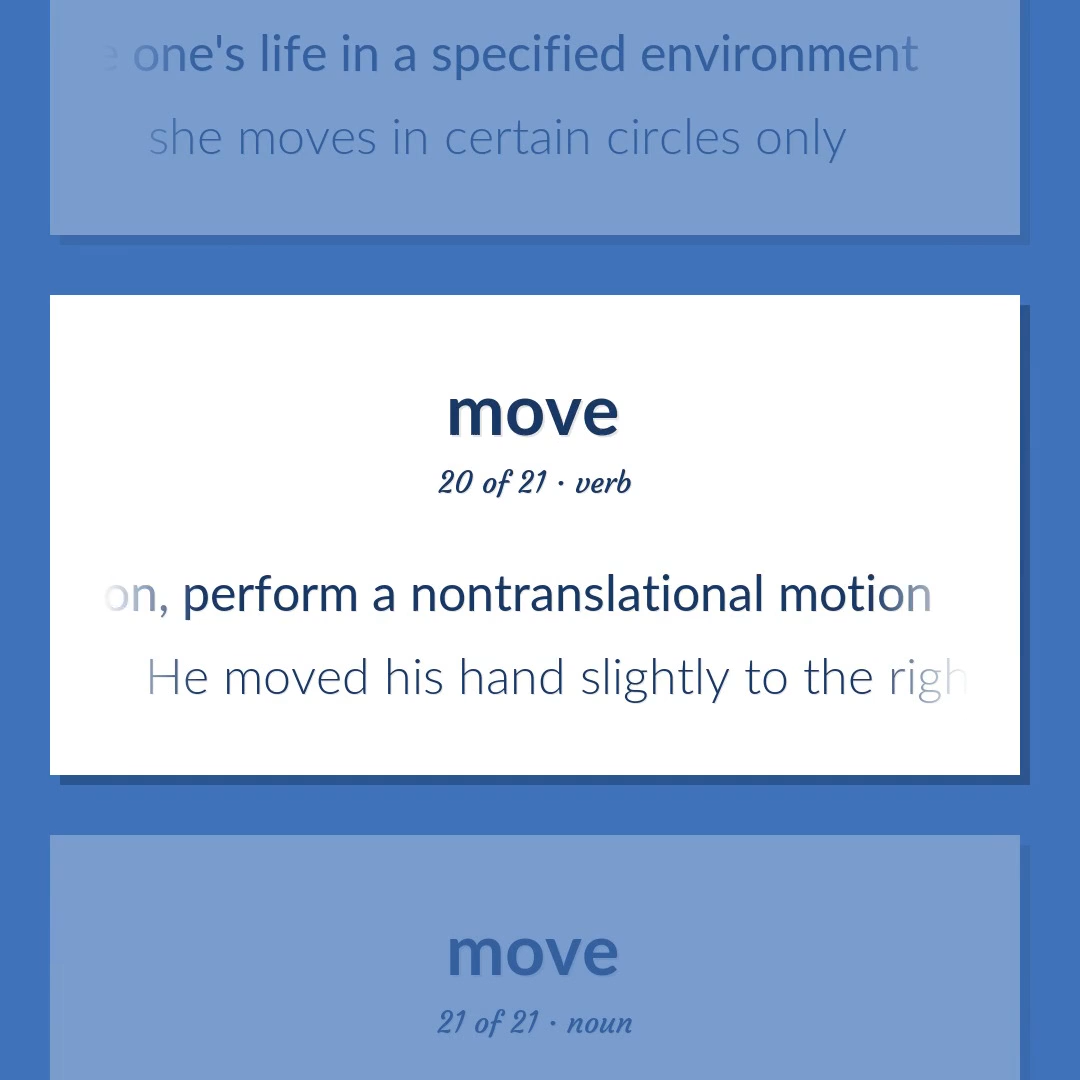 one's life in a specified environment
she moves in certain circles only
move
20 of 21 · verb
on, perform a nontranslational motion
He moved his hand slightly to the righ
move
21 of 21 · noun